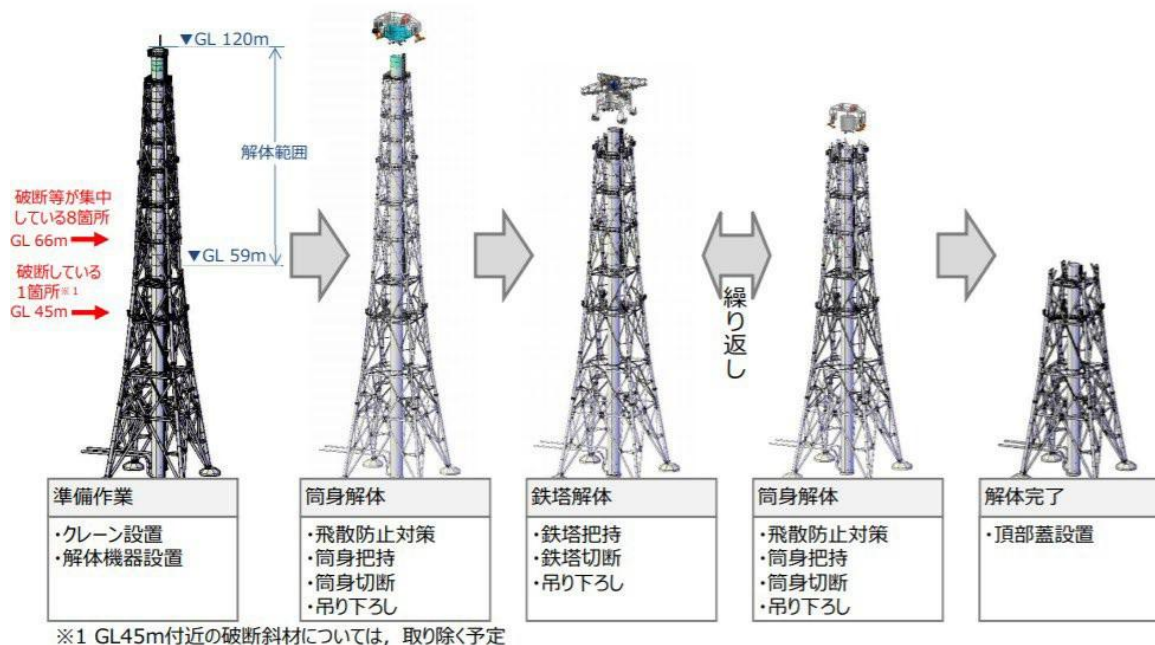 ▼GL 120m
解体範囲
破断等が集中
している8箇所
GL 66m
▼GL 59m
破断している
1箇所※1
GL 45m
繰り返し
準備作業
・クレーン設置
・解体機器設置
筒身解体
・飛散防止対策
・筒身把持
・筒身切断
・吊り下ろし
鉄塔解体
・鉄塔把持
・鉄塔切断
・吊り下ろし
筒身解体
・飛散防止対策
・筒身把持
・筒身切断
・吊り下ろし
解体完了
・頂部蓋設置
※1 GL45m付近の破断斜材については，取り除く予定